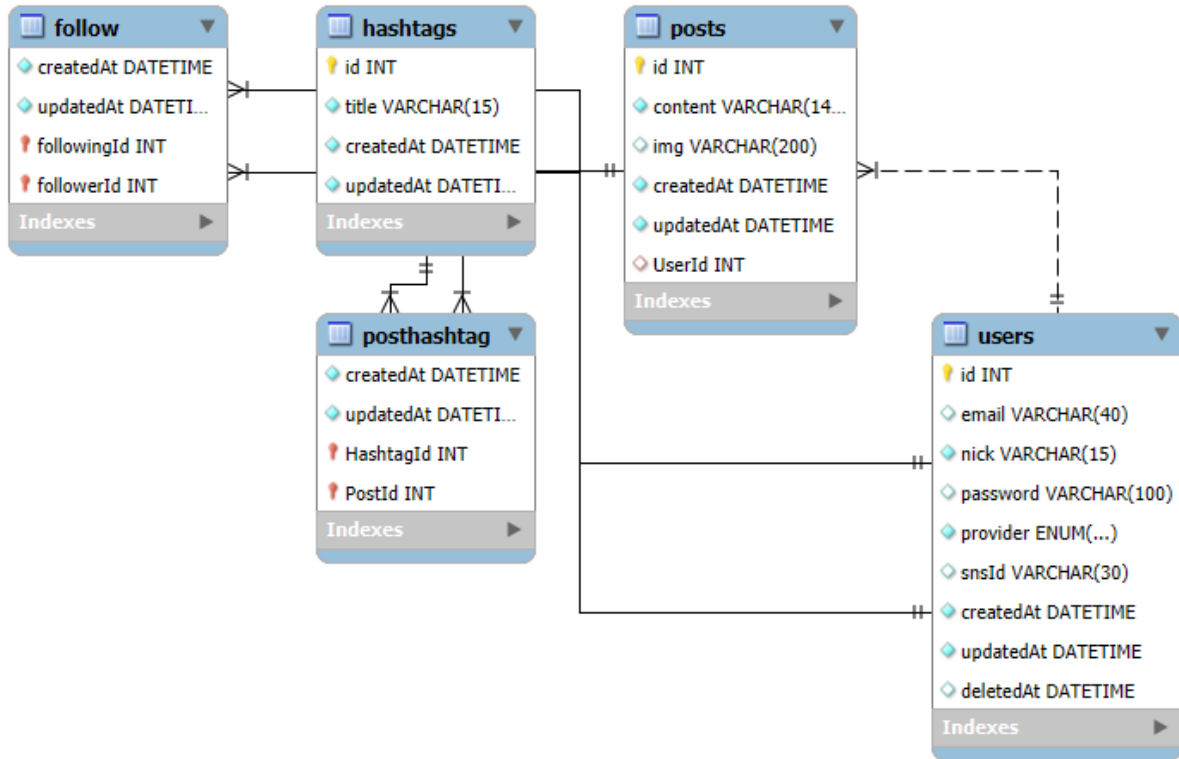 follow
createdAt DATETIME
updatedAt DATETI...
followingId INT
followerId INT
Indexes
hashtags
id INT
title VARCHAR(15)
createdAt DATETIME
updatedAt DATETI...
Indexes
posts
id INT
content VARCHAR(14...
img VARCHAR(200)
createdAt DATETIME
updatedAt DATETIME
UserId INT
Indexes
posthashtag
createdAt DATETIME
updatedAt DATETI...
HashtagId INT
PostId INT
Indexes
users
id INT
email VARCHAR(40)
nick VARCHAR(15)
password VARCHAR(100)
provider ENUM(...)
snsId VARCHAR(30)
createdAt DATETIME
updatedAt DATETIME
deletedAt DATETIME
Indexes